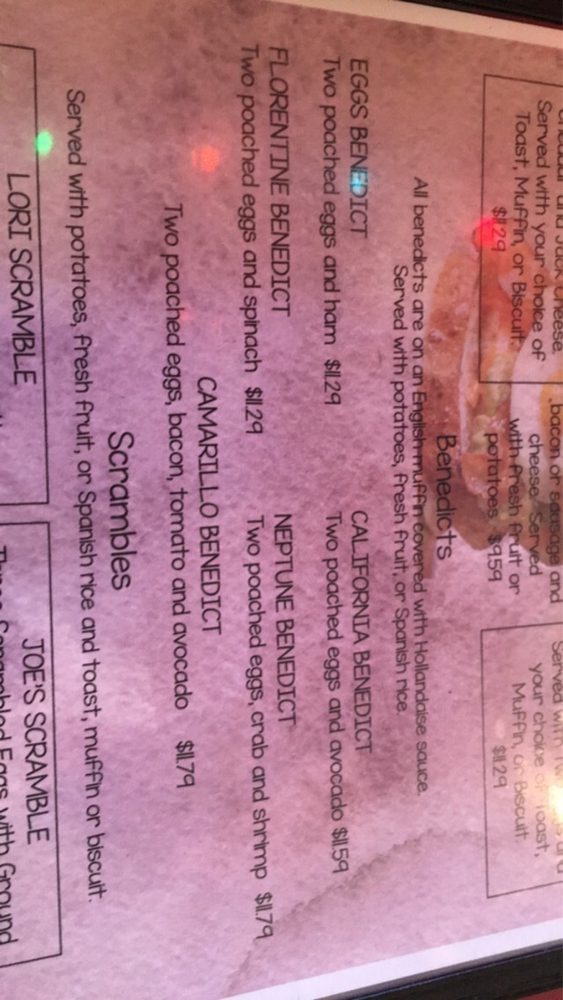 and Jack cheese.
Served with your choice of
Toast, Muffin, or Biscuit.
$11.29
bacon or sausage and
cheese. Served
with fresh fruit or
potatoes. $9.59
Served with
your choice of Toast,
Muffin, or Biscuit.
$11.29
Benedicts
All benedicts are on an English muffin covered with Hollandaise sauce.
Served with potatoes, fresh fruit, or Spanish rice.
EGGS BENEDICT
Two poached eggs and ham $11.29
CALIFORNIA BENEDICT
Two poached eggs and avocado $11.59
FLORENTINE BENEDICT
Two poached eggs and spinach $11.29
NEPTUNE BENEDICT
Two poached eggs, crab and shrimp $11.79
CAMARILLO BENEDICT
Two poached eggs, bacon, tomato and avocado $11.79
Scrambles
Served with potatoes, fresh fruit, or Spanish rice and toast, muffin or biscuit.
LORI SCRAMBLE
JOE'S SCRAMBLE
Three Scrambled Eggs with Ground